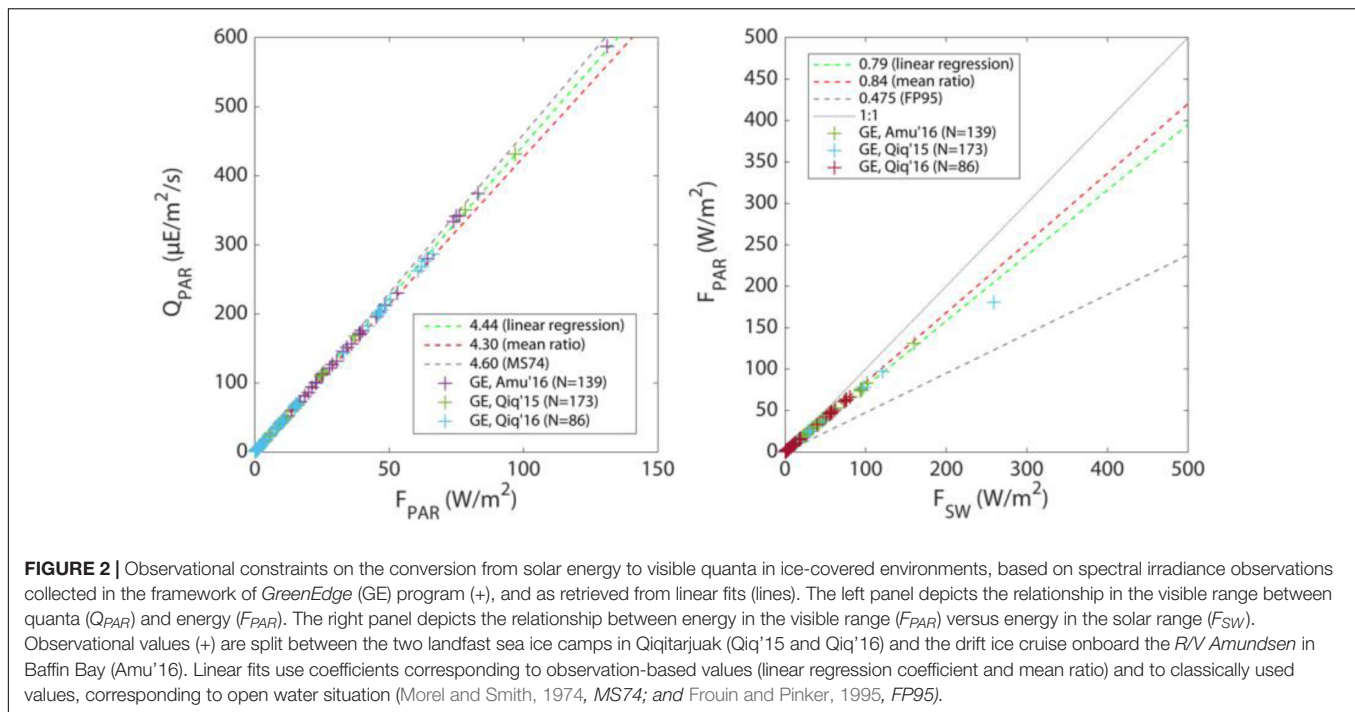 600
500
400
300
200
100
0
Q_PAR (µE/m²/s)
4.44 (linear regression)
4.30 (mean ratio)
4.60 (MS74)
GE, Amu'16 (N=139)
GE, Qiq'15 (N=173)
GE, Qiq'16 (N=86)
0 50 100 150
F_PAR (W/m²)
500
450
400
350
300
250
200
150
100
50
0
F_PAR (W/m²)
0.79 (linear regression)
0.84 (mean ratio)
0.475 (FP95)
1:1
GE, Amu'16 (N=139)
GE, Qiq'15 (N=173)
GE, Qiq'16 (N=86)
0 100 200 300 400 500
F_SW (W/m²)
FIGURE 2 | Observational constraints on the conversion from solar energy to visible quanta in ice-covered environments, based on spectral irradiance observations
collected in the framework of GreenEdge (GE) program (+), and as retrieved from linear fits (lines). The left panel depicts the relationship in the visible range between
quanta (Q_PAR) and energy (F_PAR). The right panel depicts the relationship between energy in the visible range (F_PAR) versus energy in the solar range (F_SW).
Observational values (+) are split between the two landfast sea ice camps in Qiqitarjuak (Qiq'15 and Qiq'16) and the drift ice cruise onboard the R/V Amundsen in
Baffin Bay (Amu'16). Linear fits use coefficients corresponding to observation-based values (linear regression coefficient and mean ratio) and to classically used
values, corresponding to open water situation (Morel and Smith, 1974, MS74; and Frouin and Pinker, 1995, FP95).